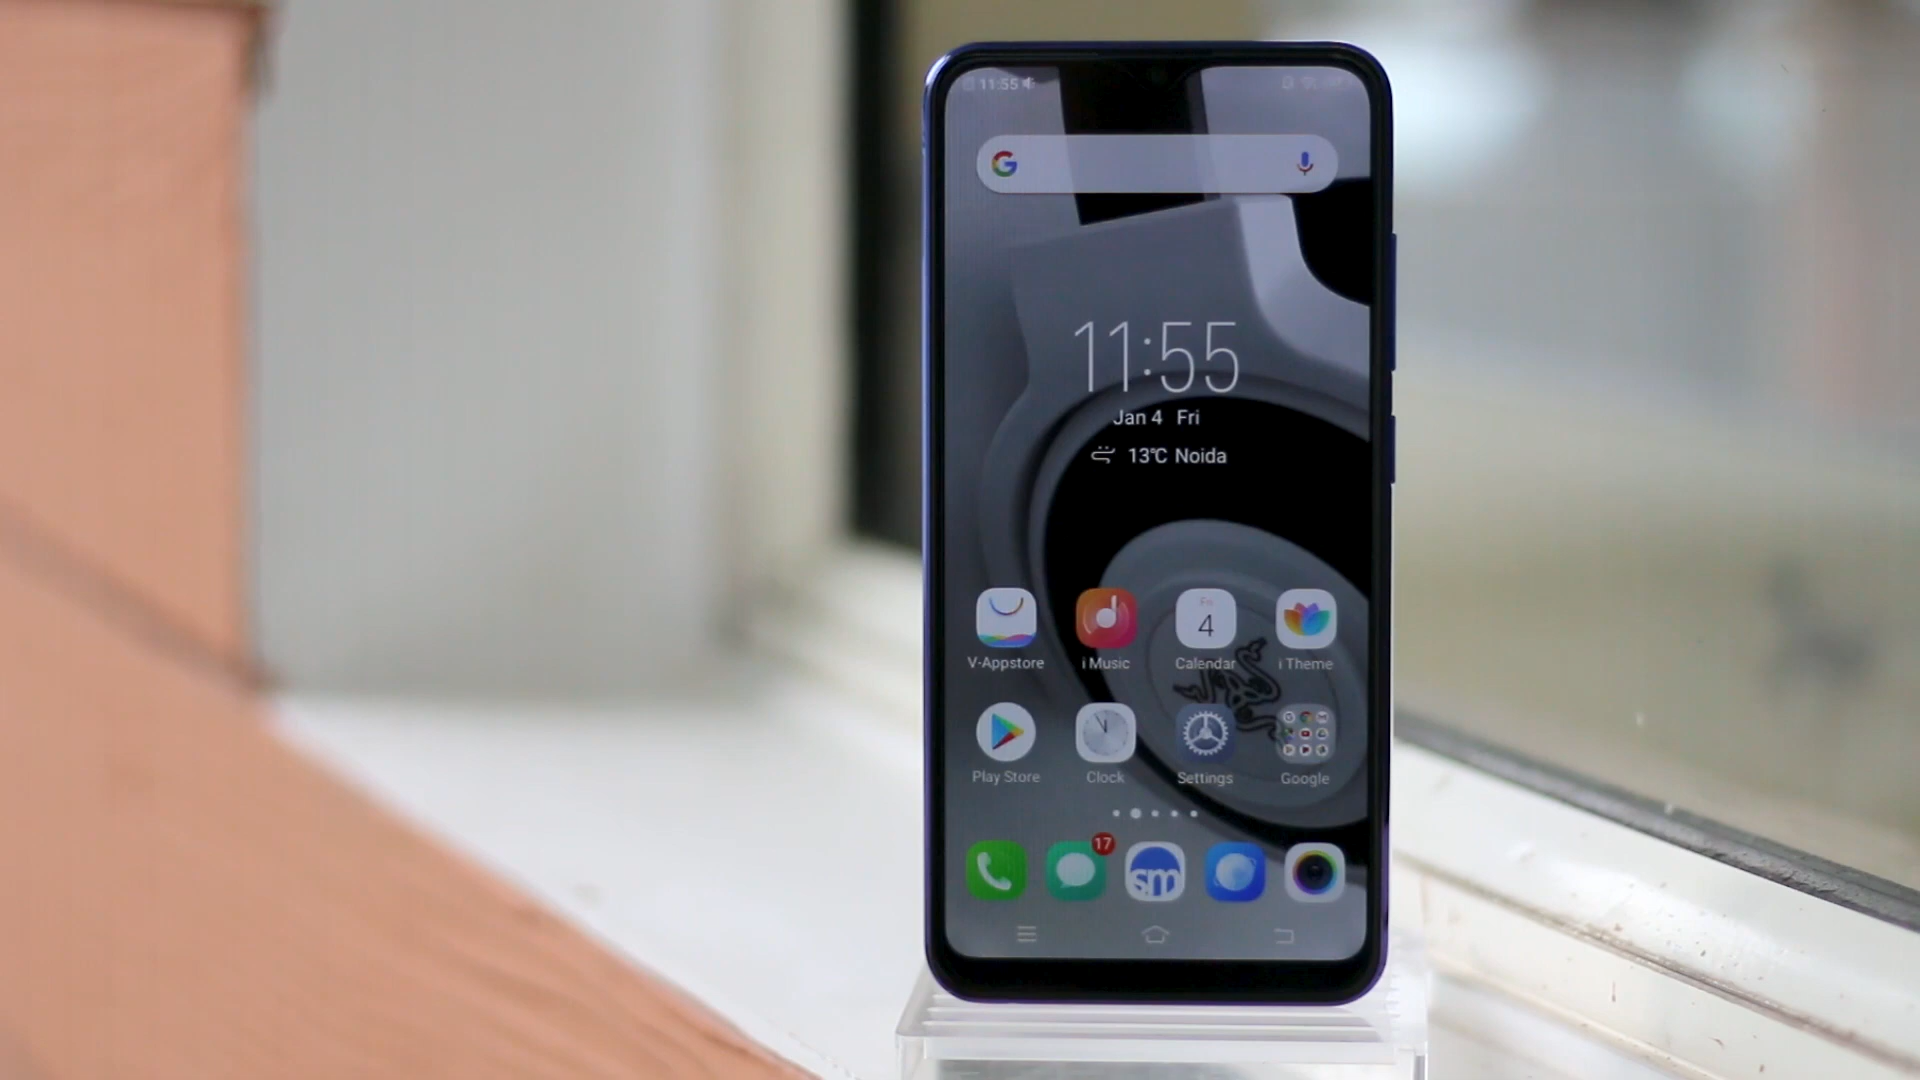 11:55
G
11:55
Jan 4 Fri
13℃ Noida
Fri
4
V-Appstore
i Music
Calendar
i Theme
Play Store
Clock
Settings
Google
17
sm